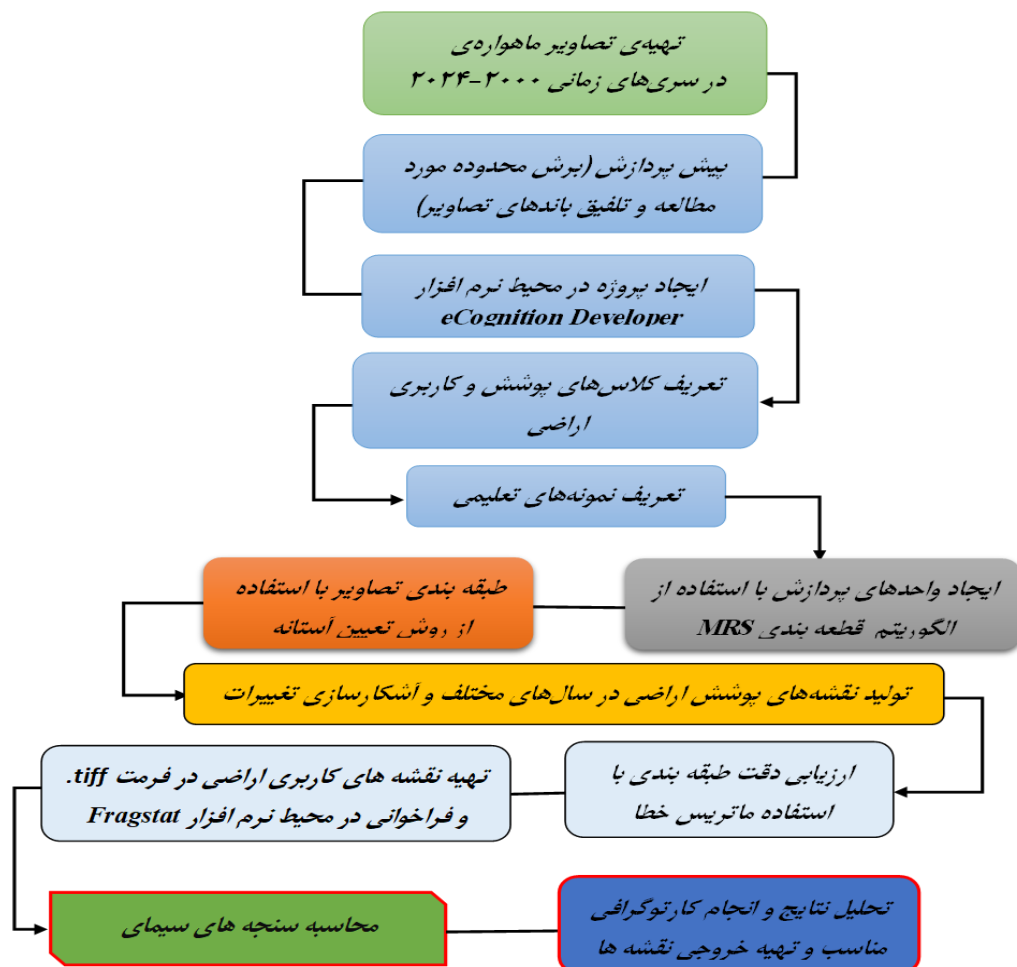 تهیه‌ی تصاویر ماهواره‌ی
در سری‌های زمانی ۲۰۰۰-۲۰۲۴
پیش پردازش (برش محدوده مورد
مطالعه و تلفیق باندهای تصاویر)
ایجاد پروژه در محیط نرم افزار
eCognition Developer
تعریف کلاس‌های پوشش و کاربری
اراضی
تعریف نمونه‌های تعلیمی
ایجاد واحدهای پردازش با استفاده از
الگوریتم قطعه بندی MRS
طبقه بندی تصاویر با استفاده
از روش تعیین آستانه
تولید نقشه‌های پوشش اراضی در سال‌های مختلف و آشکارسازی تغییرات
ارزیابی دقت طبقه بندی با
استفاده ماتریس خطا
تهیه نقشه های کاربری اراضی در فرمت tiff.
و فراخوانی در محیط نرم افزار Fragstat
محاسبه سنجه های سیمای
تحلیل نتایج و انجام کارتوگرافی
مناسب و تهیه خروجی نقشه ها